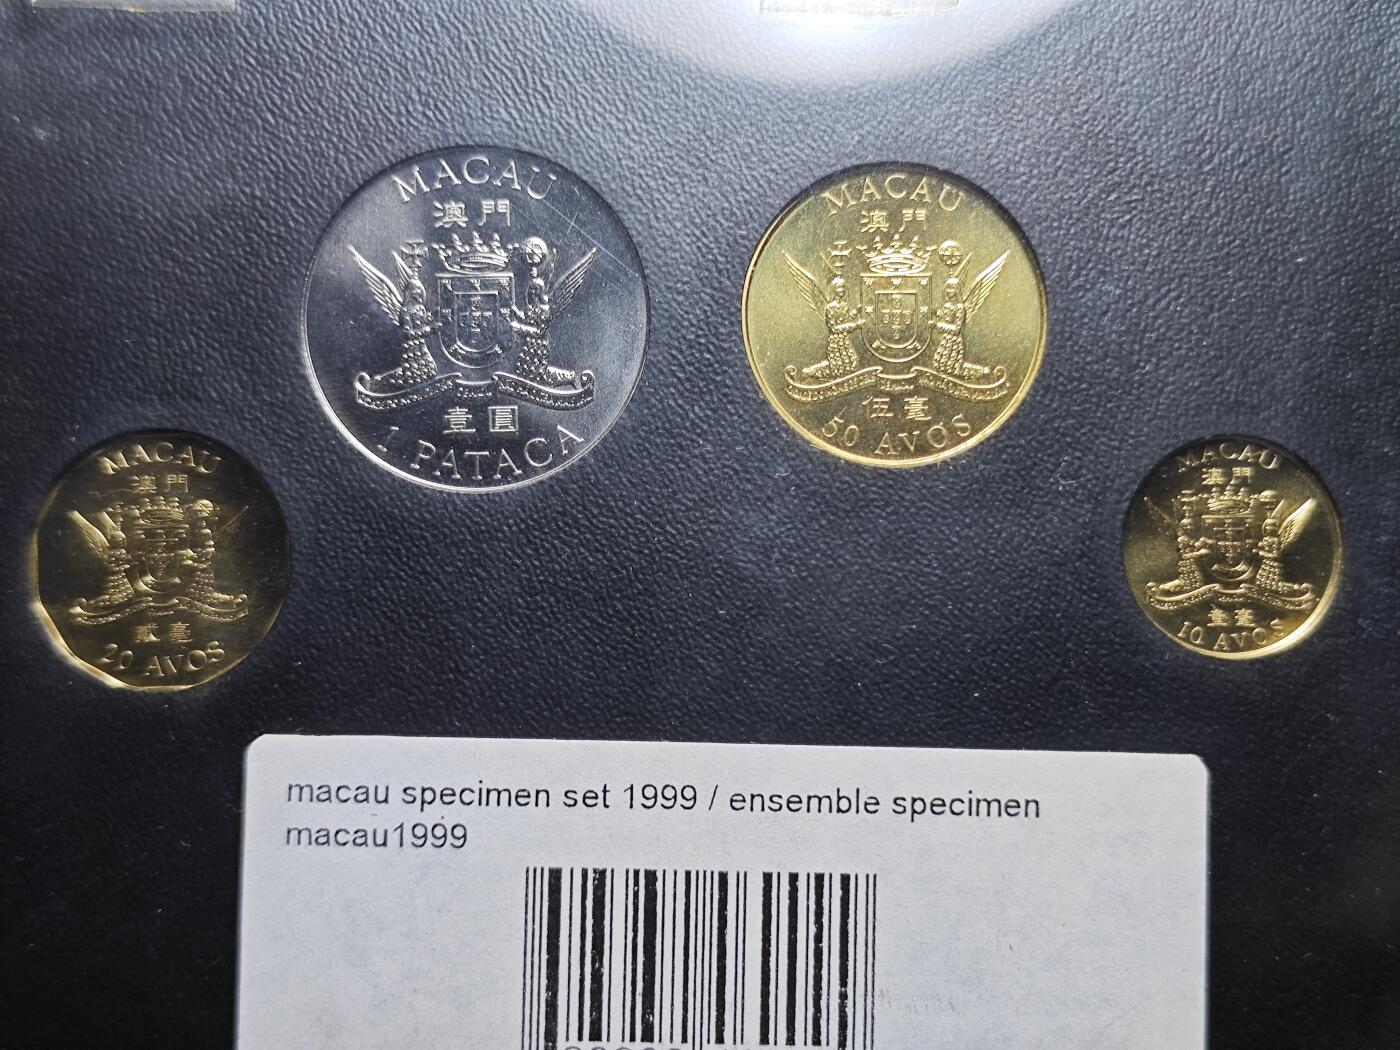 MACAU
澳門
壹圓
1 PATACA
MACAU
澳門
伍毫
50 AVOS
MACAU
澳門
貳毫
20 AVOS
MACAU
澳門
壹毫
10 AVOS
macau specimen set 1999 / ensemble specimen
macau1999